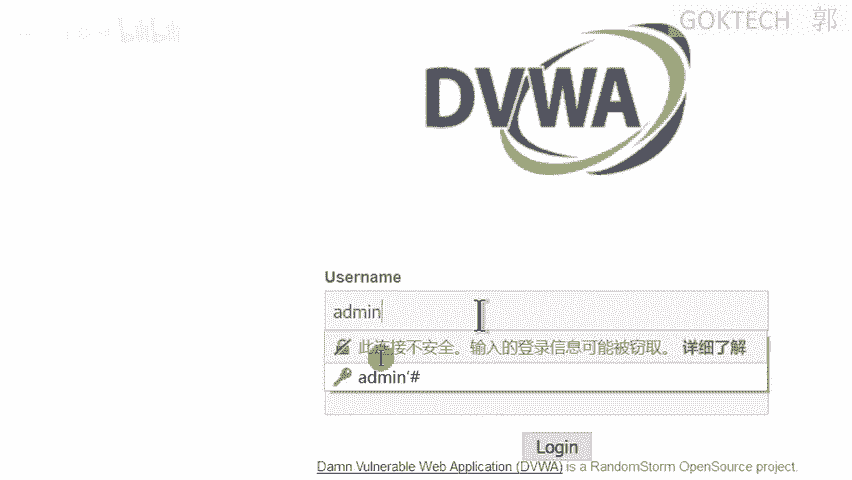 GOKTECH 郭
DVWA
Username
admin
此连接不安全。输入的登录信息可能被窃取。 详细了解
admin'#
Login
Damn Vulnerable Web Application (DVWA) is a RandomStorm OpenSource project.